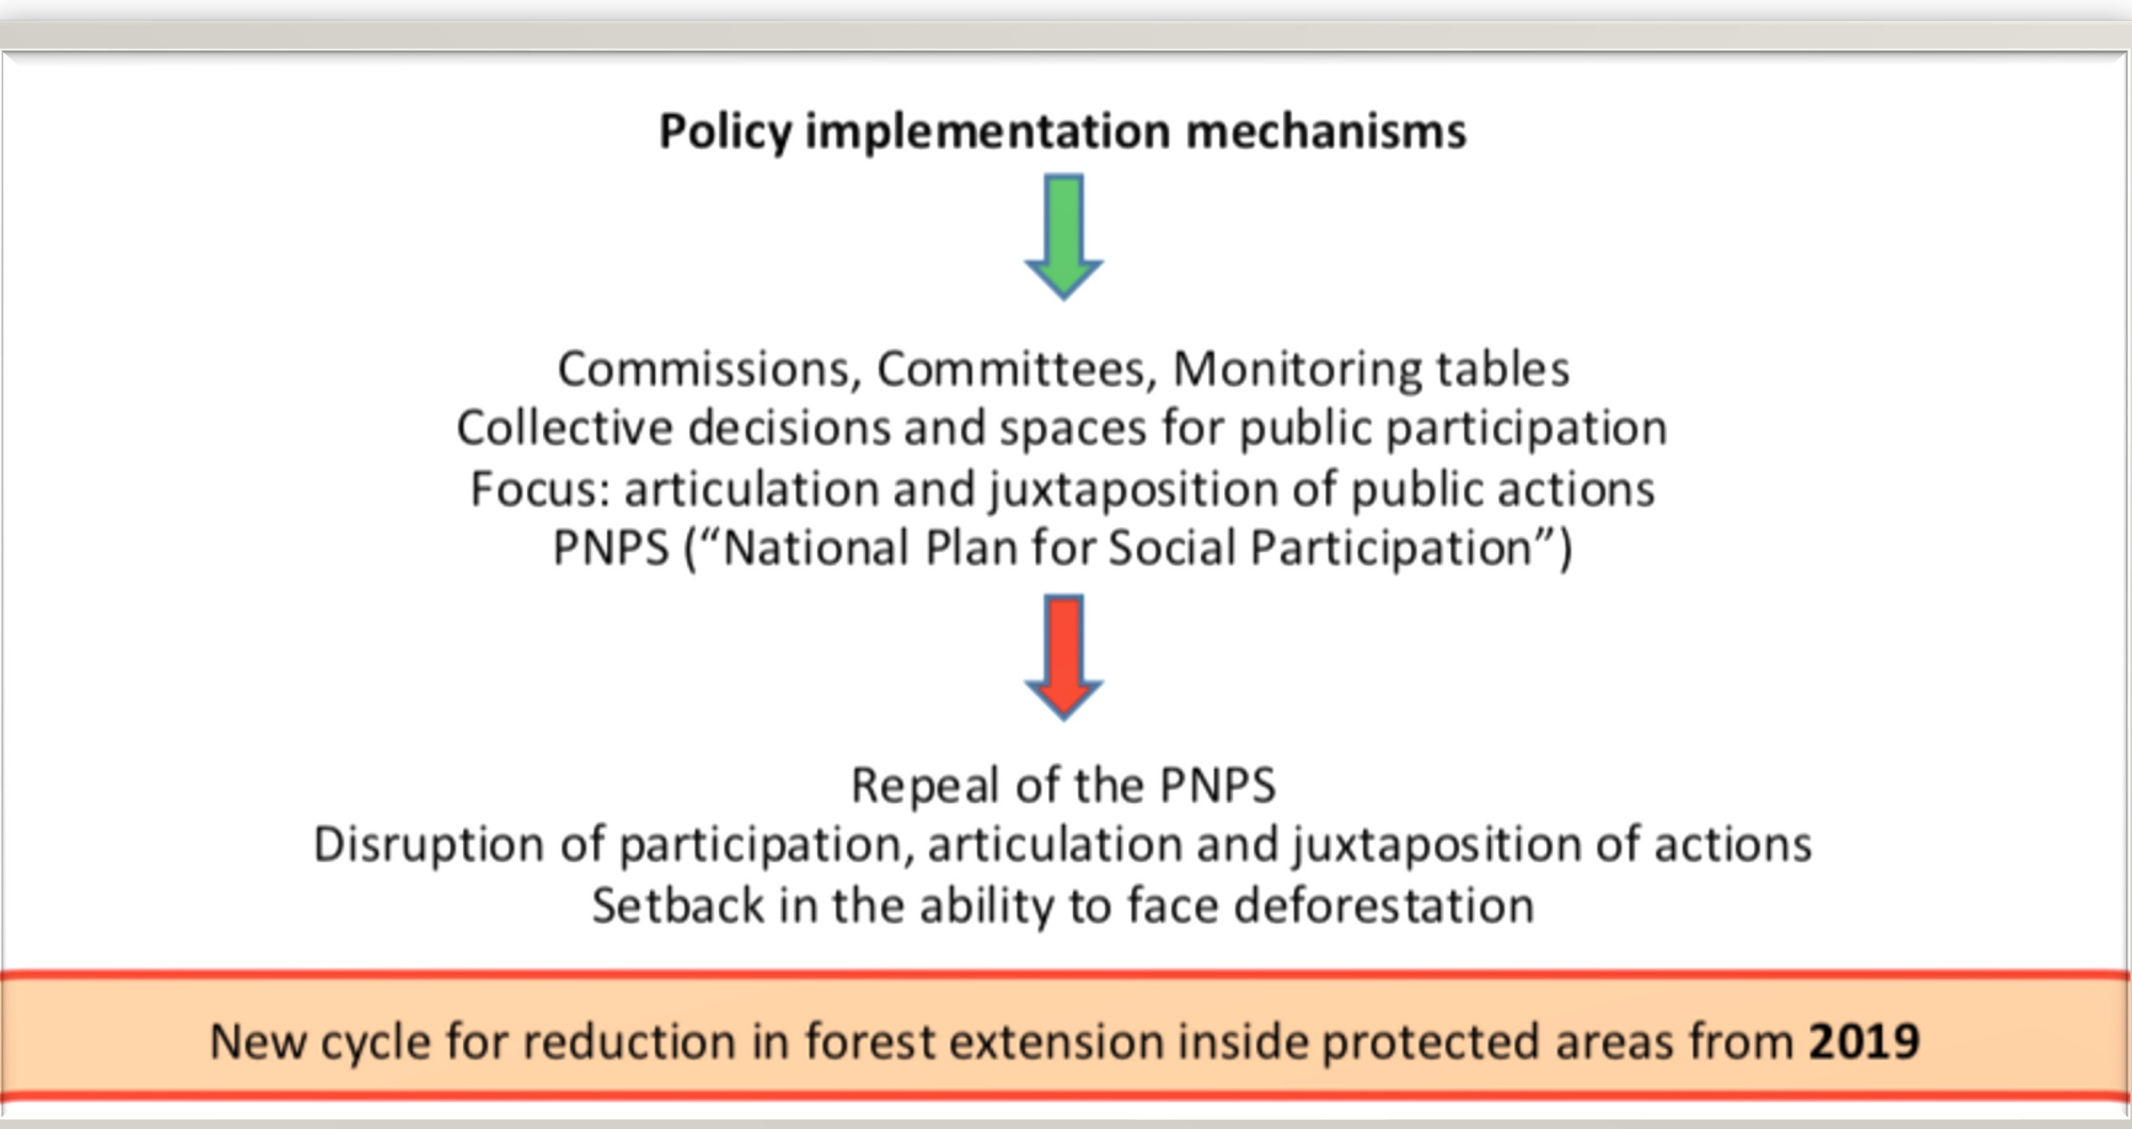 Policy implementation mechanisms
Commissions, Committees, Monitoring tables
Collective decisions and spaces for public participation
Focus: articulation and juxtaposition of public actions
PNPS (“National Plan for Social Participation”)
Repeal of the PNPS
Disruption of participation, articulation and juxtaposition of actions
Setback in the ability to face deforestation
New cycle for reduction in forest extension inside protected areas from 2019